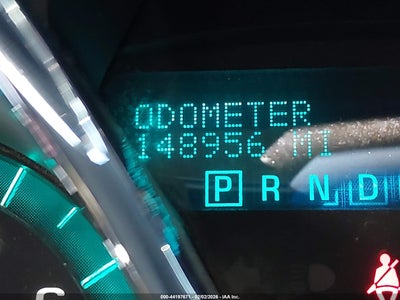 ODOMETER
148956 MI
P R N D
000-44197871 - 02/02/2026 - IAA Inc.